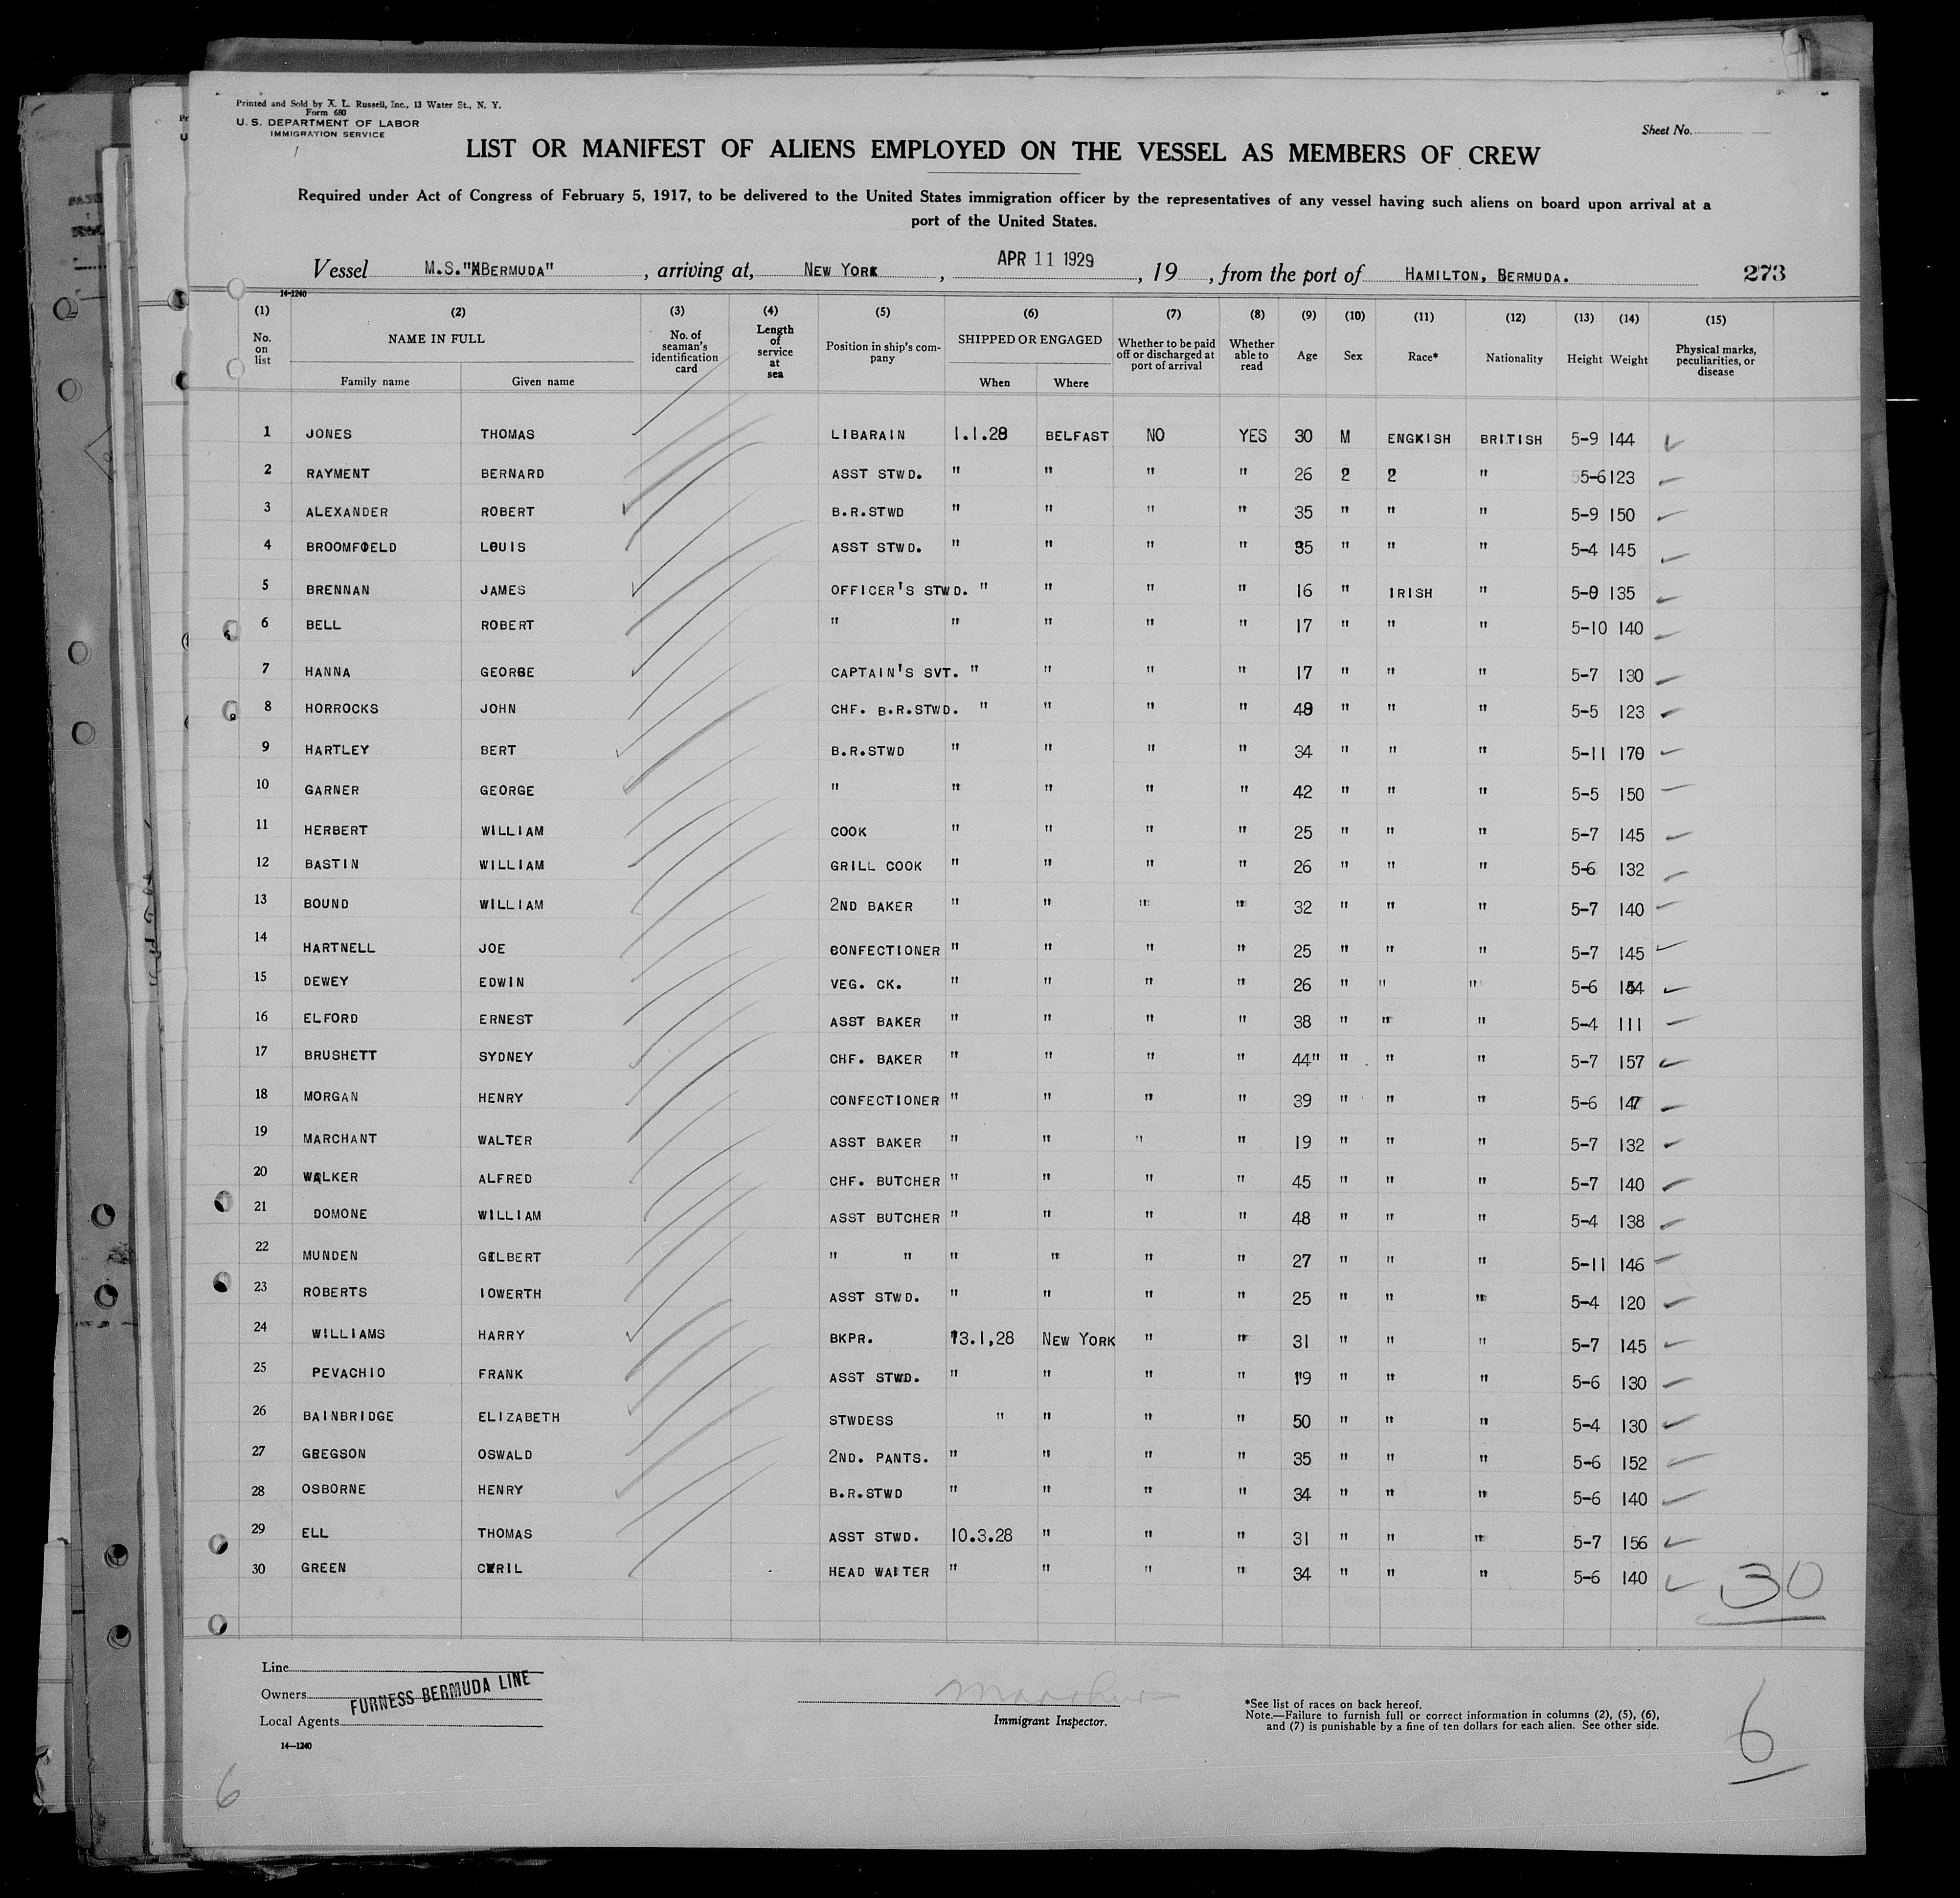 Printed and Sold by A. L. Russell, Inc., 13 Water St., N. Y.
Form 680
U. S. DEPARTMENT OF LABOR
IMMIGRATION SERVICE
Sheet No.
LIST OR MANIFEST OF ALIENS EMPLOYED ON THE VESSEL AS MEMBERS OF CREW
Required under Act of Congress of February 5, 1917, to be delivered to the United States immigration officer by the representatives of any vessel having such aliens on board upon arrival at a
port of the United States.
Vessel M.S."BERMUDA" , arriving at, NEW YORK , APR 11 1929 , 19 , from the port of HAMILTON, BERMUDA. 273
14-1240
(1) (2) (3) (4) (5) (6) (7) (8) (9) (10) (11) (12) (13) (14) (15)
No. on list NAME IN FULL Family name Given name No. of seaman's identification card Length of service at sea Position in ship's company SHIPPED OR ENGAGED When Where Whether to be paid off or discharged at port of arrival Whether able to read Age Sex Race* Nationality Height Weight Physical marks, peculiarities, or disease
1 JONES THOMAS LIBARAIN 1.1.28 BELFAST NO YES 30 M ENGKISH BRITISH 5-9 144
2 RAYMENT BERNARD ASST STWD. " " " " 26 2 2 " 5-6 123
3 ALEXANDER ROBERT B.R.STWD " " " " 35 " " " 5-9 150
4 BROOMFIELD LOUIS ASST STWD. " " " " 35 " " " 5-4 145
5 BRENNAN JAMES OFFICER'S STWD. " " " " 16 " IRISH " 5-9 135
6 BELL ROBERT " " " " " 17 " " " 5-10 140
7 HANNA GEORGE CAPTAIN'S SVT. " " " " 17 " " " 5-7 130
8 HORROCKS JOHN CHF. B.R.STWD. " " " " 48 " " " 5-5 123
9 HARTLEY BERT B.R.STWD " " " " 34 " " " 5-11 170
10 GARNER GEORGE " " " " " 42 " " " 5-5 150
11 HERBERT WILLIAM COOK " " " " 25 " " " 5-7 145
12 BASTIN WILLIAM GRILL COOK " " " " 26 " " " 5-6 132
13 BOUND WILLIAM 2ND BAKER " " " " 32 " " " 5-7 140
14 HARTNELL JOE CONFECTIONER " " " " 25 " " " 5-7 145
15 DEWEY EDWIN VEG. CK. " " " " 26 " " " 5-6
16 ELFORD ERNEST ASST BAKER " " " " 38 " " " 5-4 111
17 BRUSHETT SYDNEY CHF. BAKER " " " " 44" " " " 5-7 157
18 MORGAN HENRY CONFECTIONER " " " " 39 " " " 5-6 147
19 MARCHANT WALTER ASST BAKER " " " " 19 " " " 5-7 132
20 WALKER ALFRED CHF. BUTCHER " " " " 45 " " " 5-7 140
21 DOMONE WILLIAM ASST BUTCHER " " " " 48 " " " 5-4 138
22 MUNDEN GILBERT " " " " " " 27 " " " 5-11 146
23 ROBERTS IOWERTH ASST STWD. " " " " 25 " " " 5-4 120
24 WILLIAMS HARRY BKPR. 13.1,28 NEW YORK " " 31 " " " 5-7 145
25 PEVACHIO FRANK ASST STWD. " " " " 19 " " " 5-6 130
26 BAINBRIDGE ELIZABETH STWDESS " " " " 50 " " " 5-4 130
27 GREGSON OSWALD 2ND. PANTS. " " " " 35 " " " 5-6 152
28 OSBORNE HENRY B.R.STWD " " " " 34 " " " 5-6 140
29 ELL THOMAS ASST STWD. 10.3.28 " " " 31 " " " 5-7 156
30 GREEN CYRIL HEAD WAITER " " " " 34 " " " 5-6 140
30
Line
Owners FURNESS BERMUDA LINE
Local Agents
14—1240
Immigrant Inspector.
*See list of races on back hereof.
Note.—Failure to furnish full or correct information in columns (2), (5), (6),
and (7) is punishable by a fine of ten dollars for each alien. See other side.
6
6